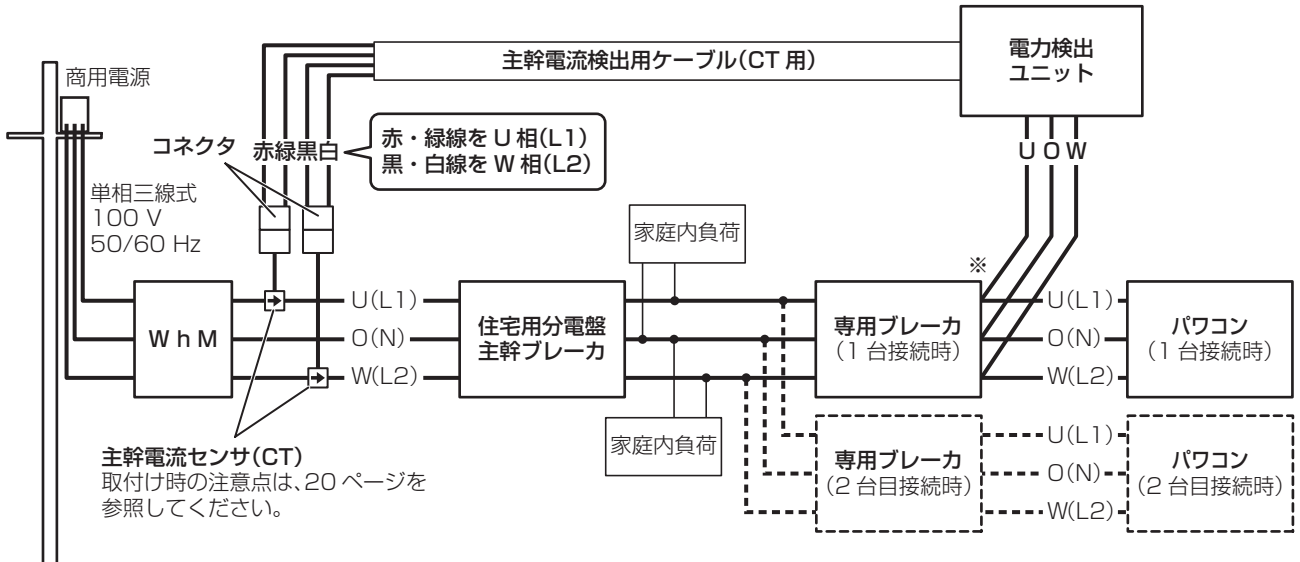 主幹電流検出用ケーブル(CT 用)
電力検出
ユニット
商用電源
コネクタ
赤緑黒白
赤・緑線を U 相(L1)
黒・白線を W 相(L2)
U O W
単相三線式
100 V
50/60 Hz
家庭内負荷
※
W h M
U(L1)
O(N)
W(L2)
住宅用分電盤
主幹ブレーカ
専用ブレーカ
(1 台接続時)
U(L1)
O(N)
W(L2)
パワコン
(1 台接続時)
家庭内負荷
主幹電流センサ(CT)
取付け時の注意点は、20 ページを
参照してください。
専用ブレーカ
(2 台目接続時)
U(L1)
O(N)
W(L2)
パワコン
(2 台目接続時)